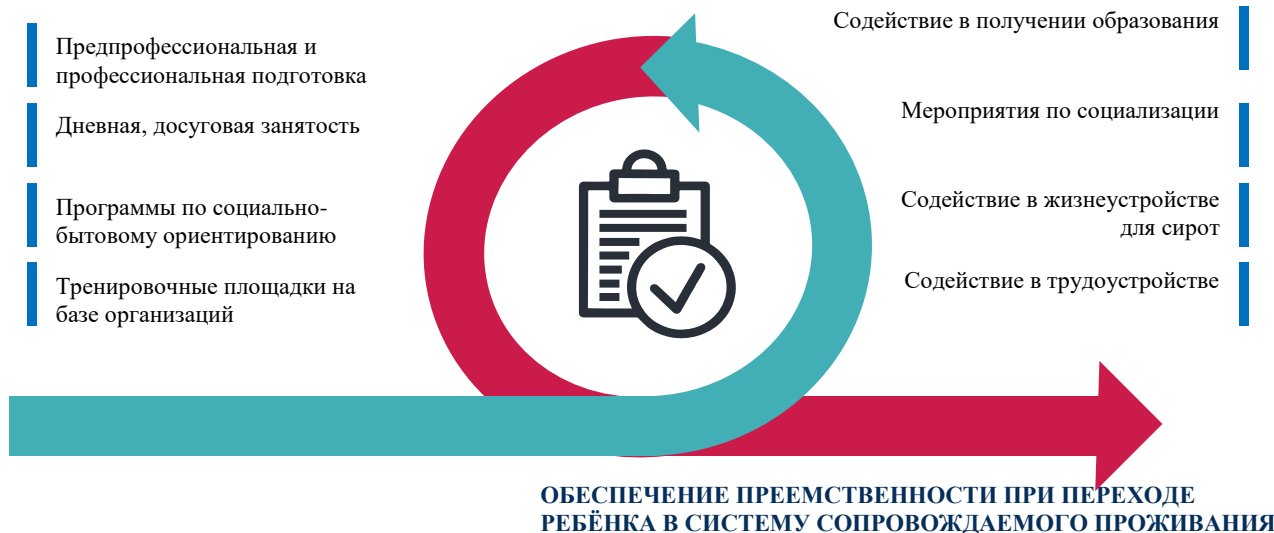 Предпрофессиональная и
профессиональная подготовка
Дневная, досуговая занятость
Программы по социально-
бытовому ориентированию
Тренировочные площадки на
базе организаций
Содействие в получении образования
Мероприятия по социализации
Содействие в жизнеустройстве
для сирот
Содействие в трудоустройстве
ОБЕСПЕЧЕНИЕ ПРЕЕМСТВЕННОСТИ ПРИ ПЕРЕХОДЕ
РЕБЁНКА В СИСТЕМУ СОПРОВОЖДАЕМОГО ПРОЖИВАНИЯ